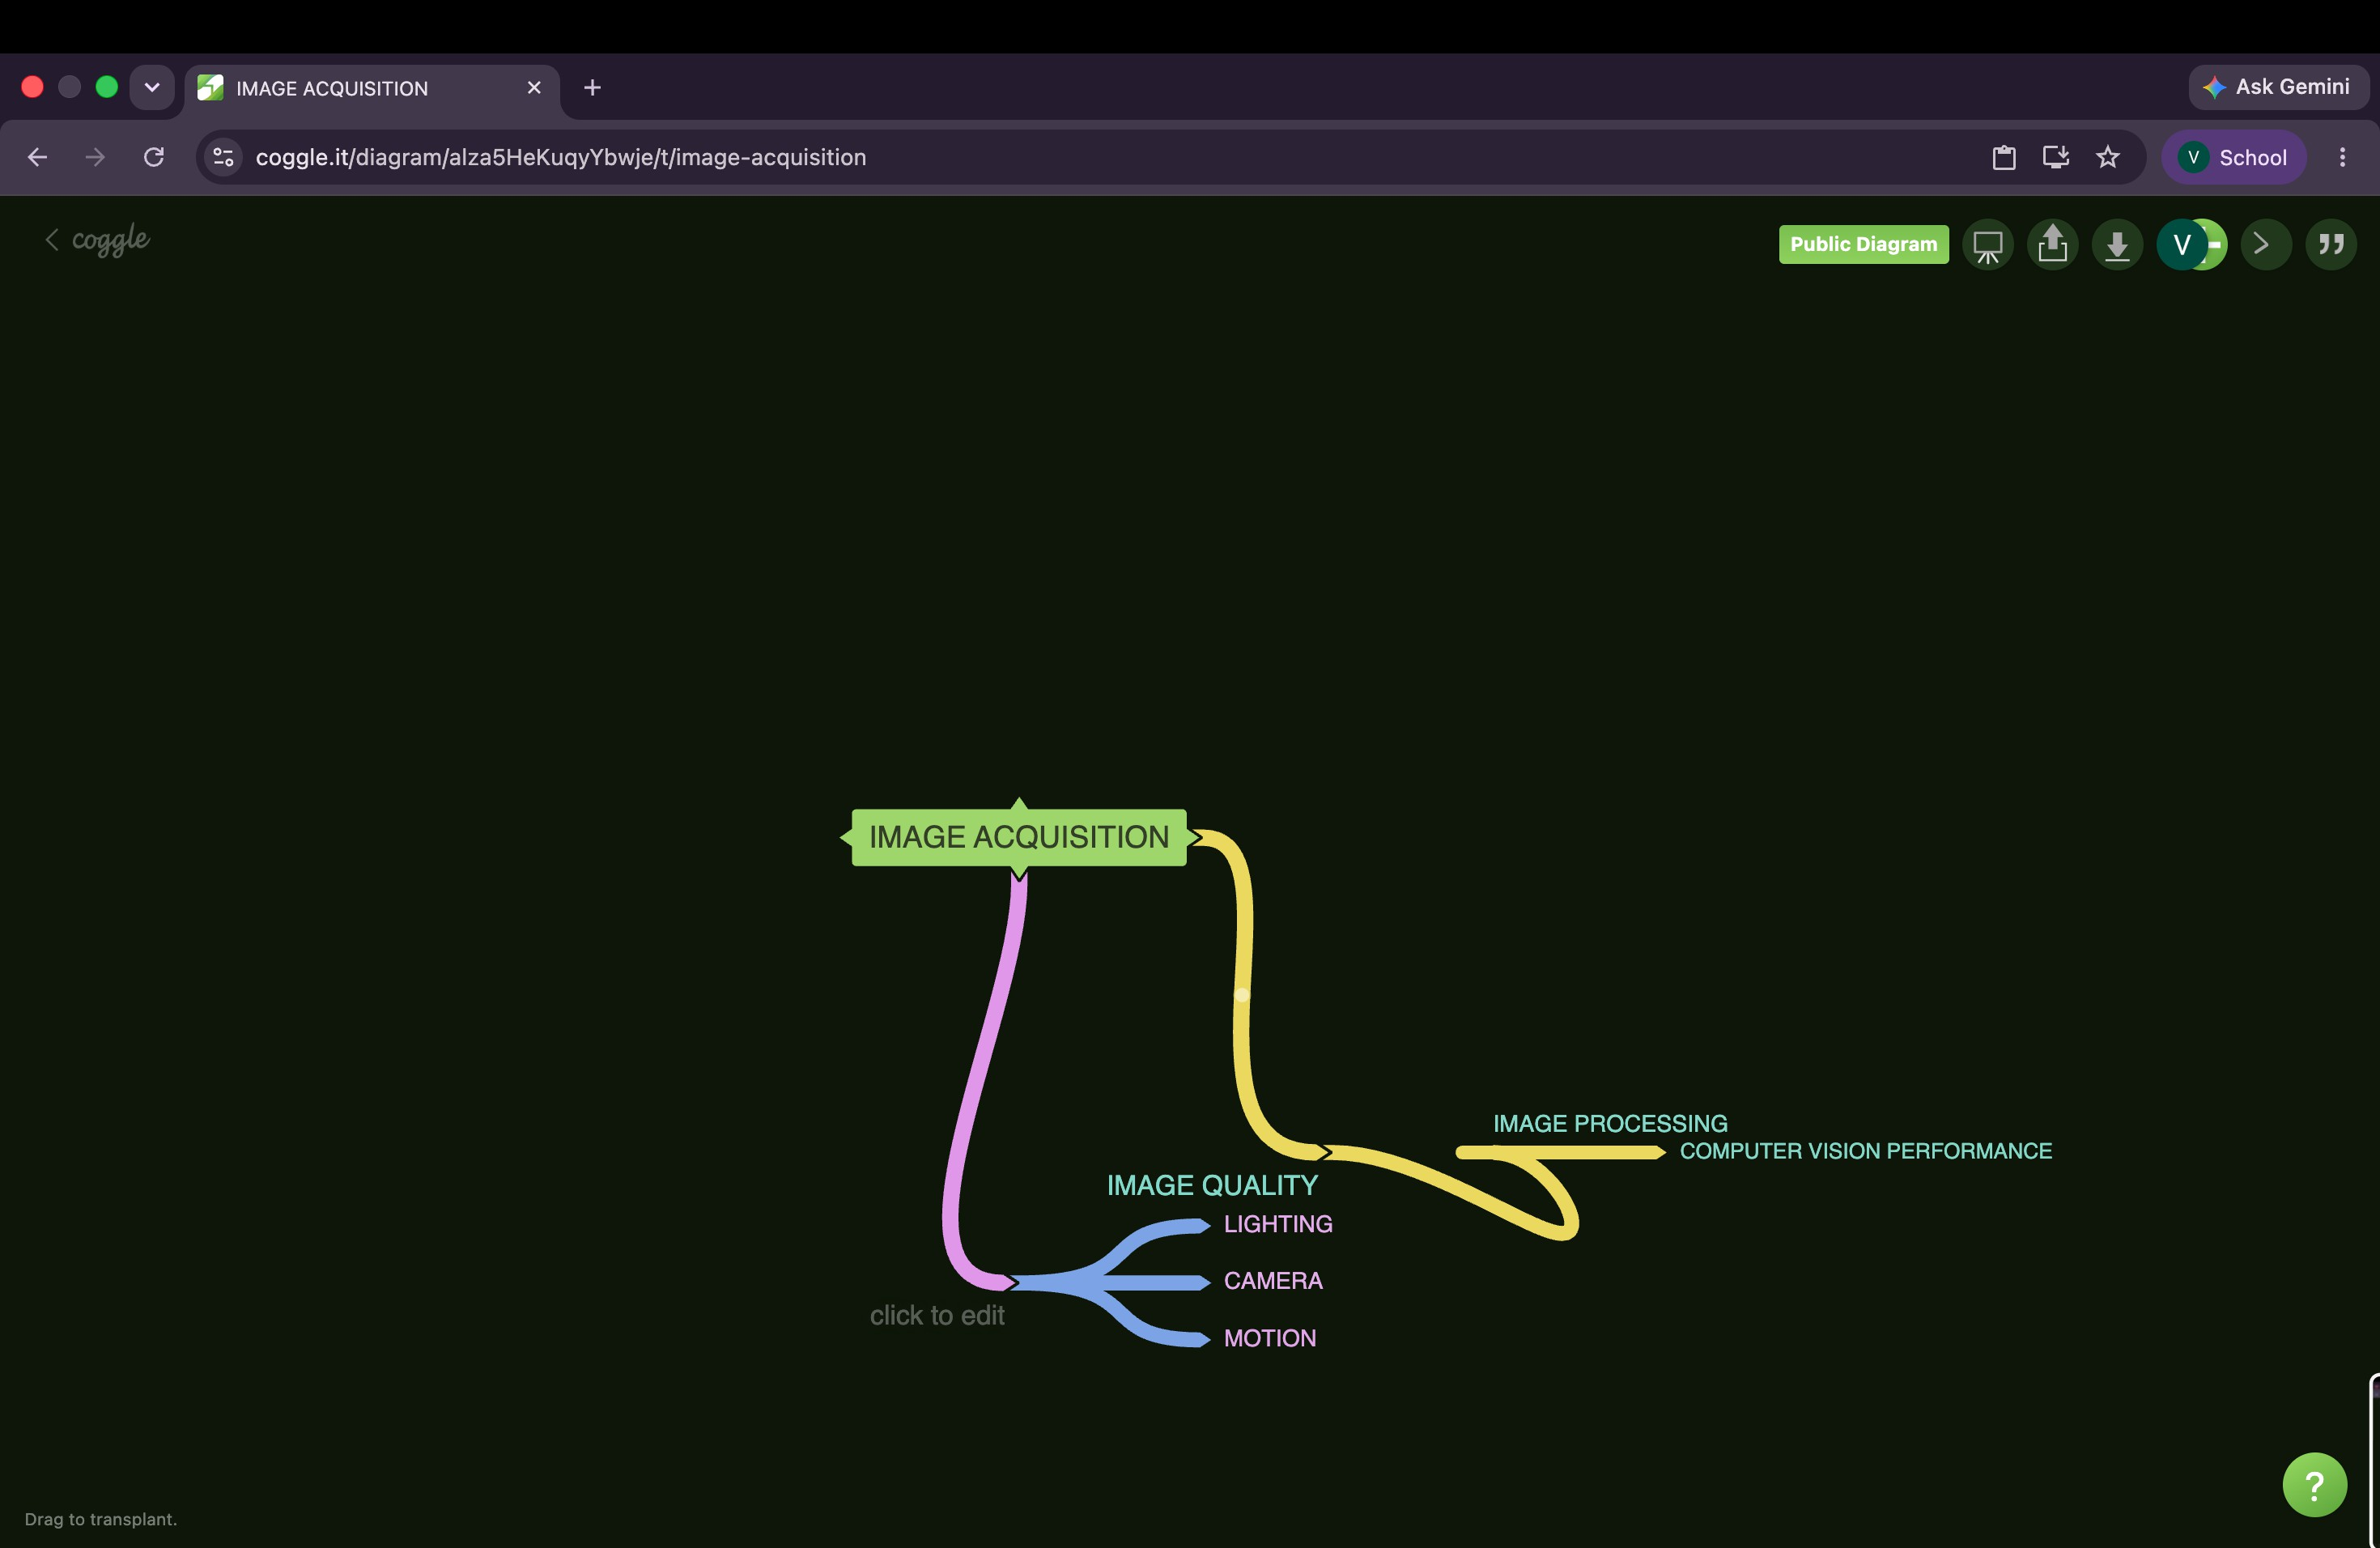 IMAGE ACQUISITION
Ask Gemini
coggle.it/diagram/alza5HeKuqyYbwje/t/image-acquisition
V School
coggle
Public Diagram
V
IMAGE ACQUISITION
IMAGE PROCESSING
COMPUTER VISION PERFORMANCE
IMAGE QUALITY
LIGHTING
CAMERA
click to edit
MOTION
?
Drag to transplant.